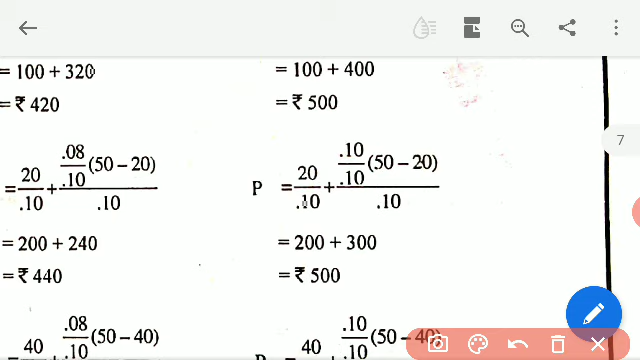 = 100 + 320
= ₹ 420
= 20/.10 + (.08/.10 (50 – 20))/.10
= 200 + 240
= ₹ 440
40 .08/.10 (50 – 40)
= 100 + 400
= ₹ 500
P = 20/.10 + (.10/.10 (50 – 20))/.10
= 200 + 300
= ₹ 500
= 40 .10/.10 (50 – 40)
7